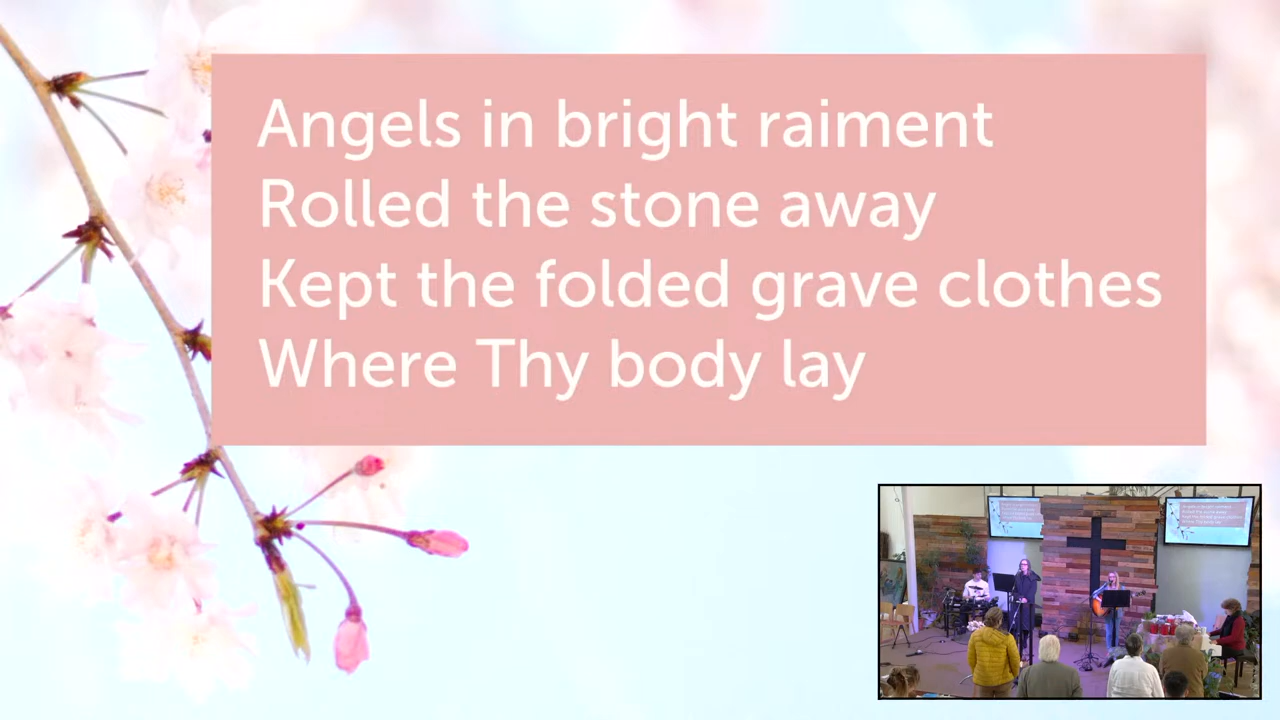 Angels in bright raiment
Rolled the stone away
Kept the folded grave clothes
Where Thy body lay